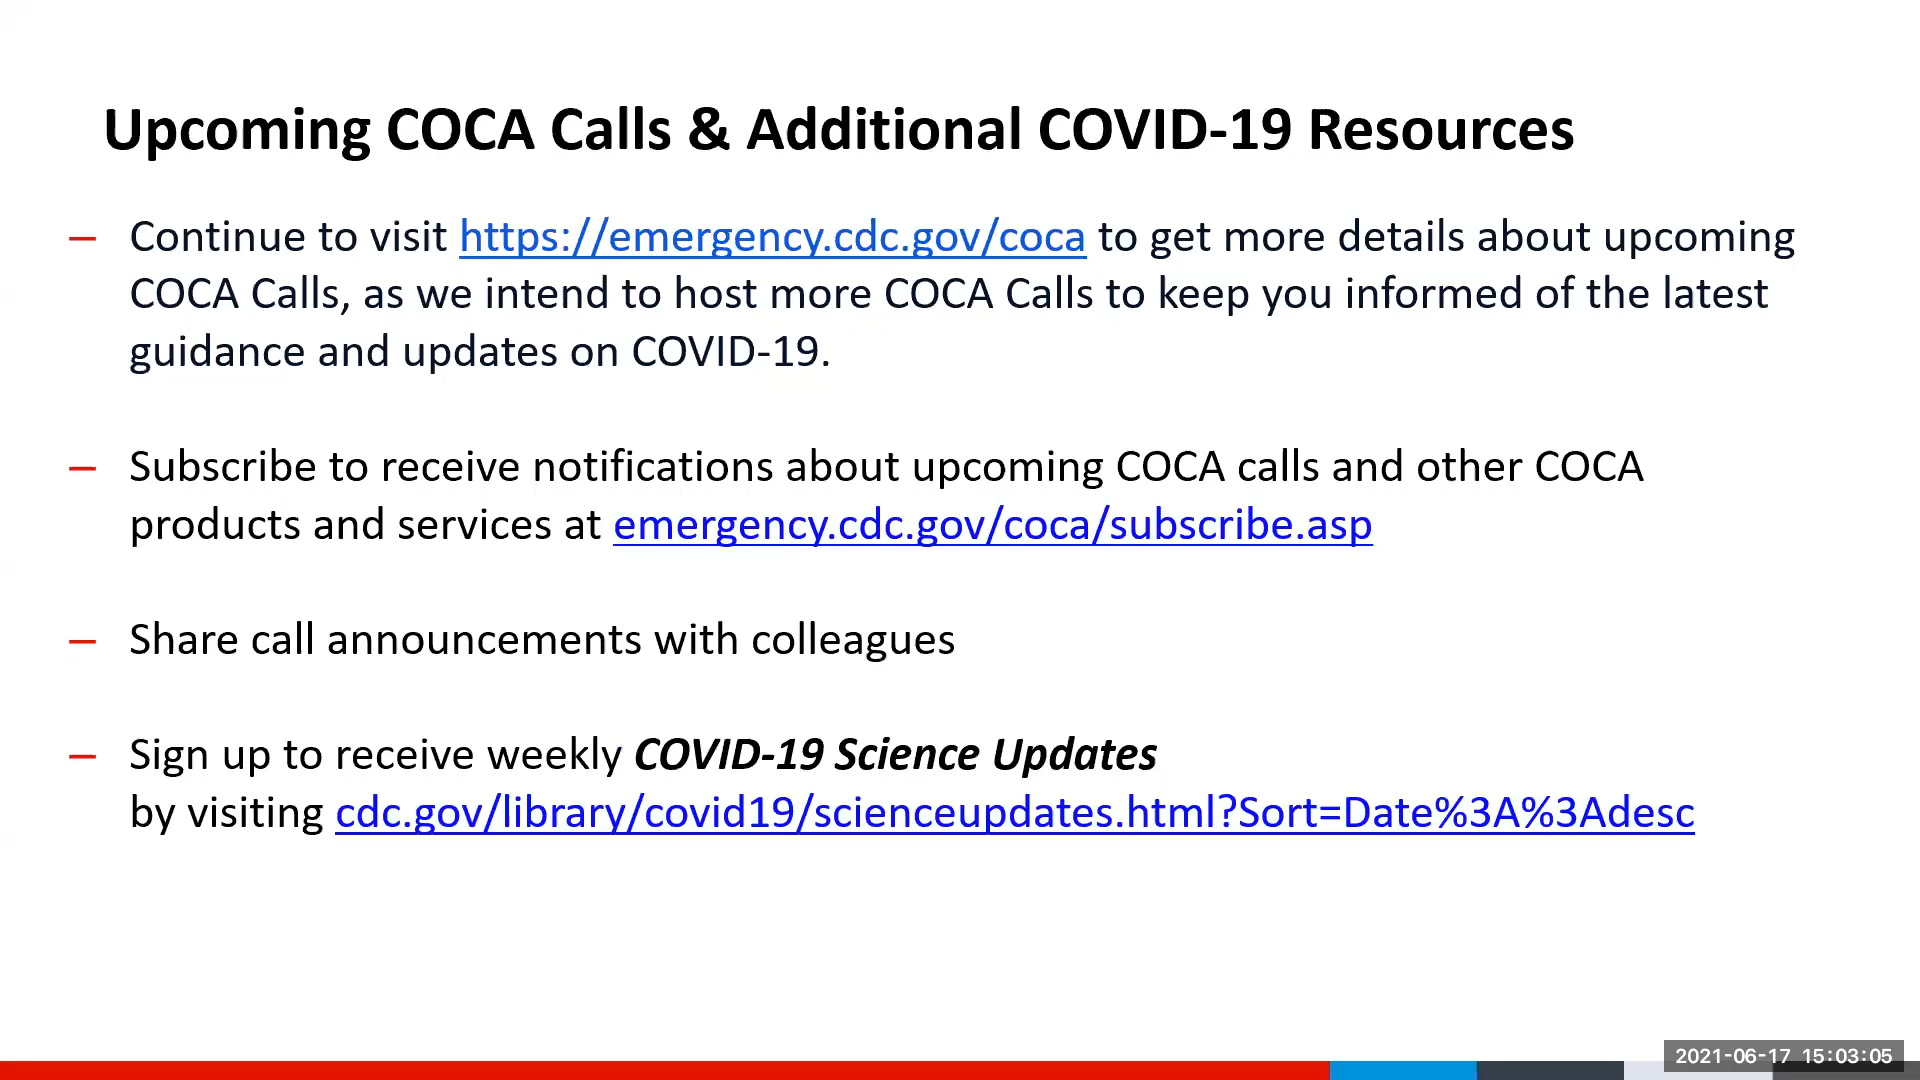 Upcoming COCA Calls & Additional COVID-19 Resources
– Continue to visit https://emergency.cdc.gov/coca to get more details about upcoming
COCA Calls, as we intend to host more COCA Calls to keep you informed of the latest
guidance and updates on COVID-19.
– Subscribe to receive notifications about upcoming COCA calls and other COCA
products and services at emergency.cdc.gov/coca/subscribe.asp
– Share call announcements with colleagues
– Sign up to receive weekly COVID-19 Science Updates
by visiting cdc.gov/library/covid19/scienceupdates.html?Sort=Date%3A%3Adesc
2021-06-17 15:03:05